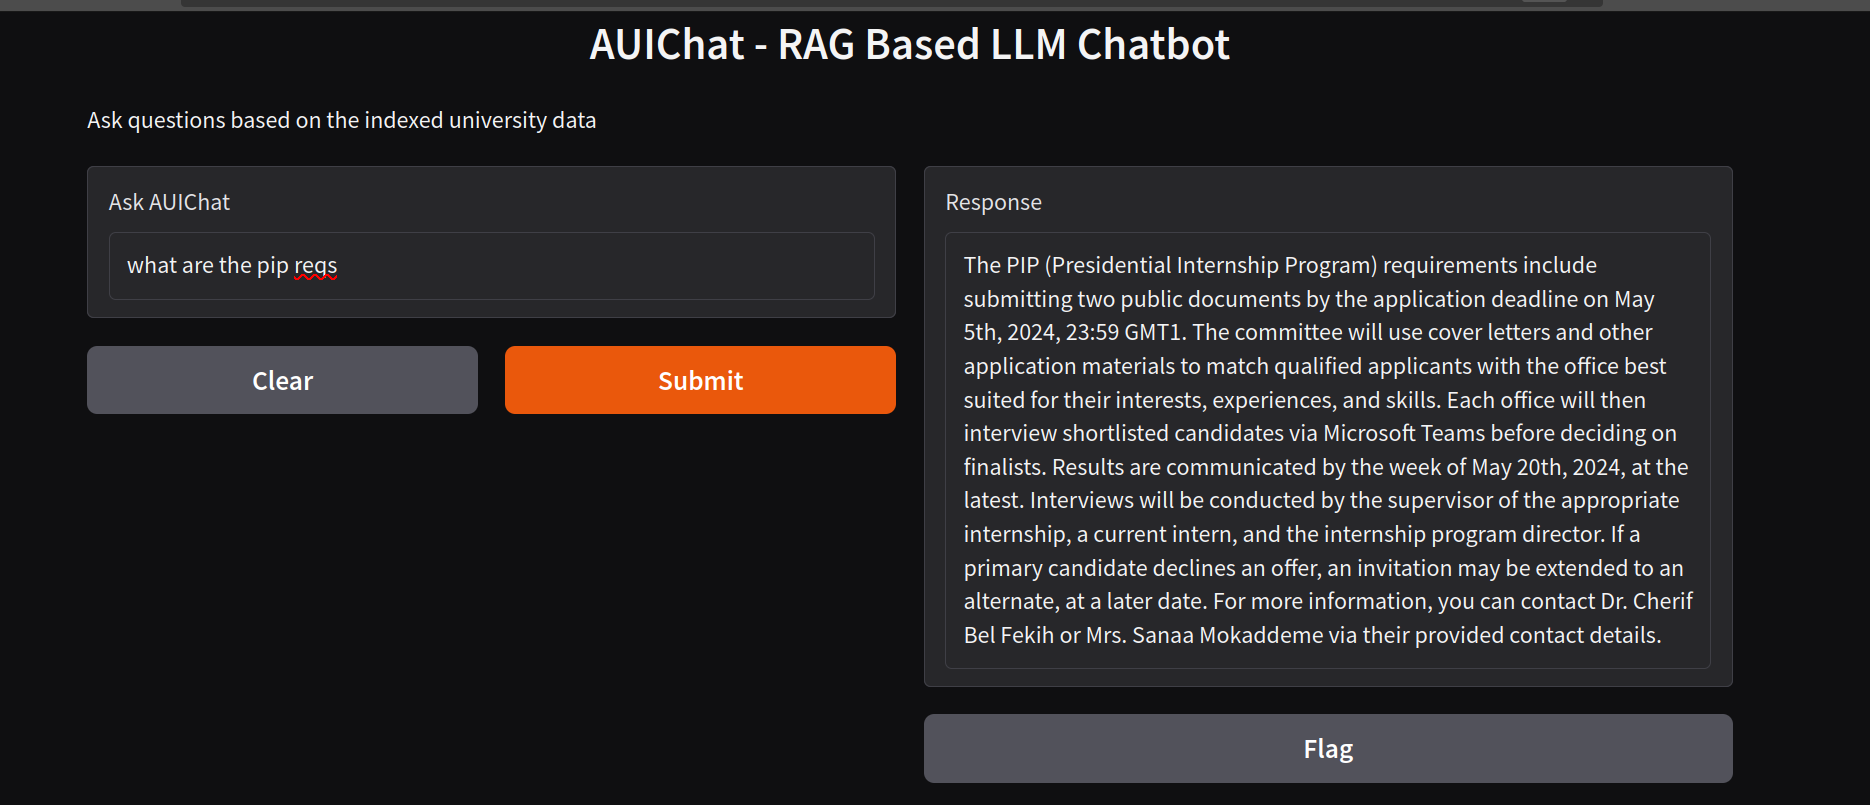 AUIChat - RAG Based LLM Chatbot
Ask questions based on the indexed university data
Ask AUIChat
what are the pip reqs
Clear
Submit
Response
The PIP (Presidential Internship Program) requirements include
submitting two public documents by the application deadline on May
5th, 2024, 23:59 GMT1. The committee will use cover letters and other
application materials to match qualified applicants with the office best
suited for their interests, experiences, and skills. Each office will then
interview shortlisted candidates via Microsoft Teams before deciding on
finalists. Results are communicated by the week of May 20th, 2024, at the
latest. Interviews will be conducted by the supervisor of the appropriate
internship, a current intern, and the internship program director. If a
primary candidate declines an offer, an invitation may be extended to an
alternate, at a later date. For more information, you can contact Dr. Cherif
Bel Fekih or Mrs. Sanaa Mokaddeme via their provided contact details.
Flag